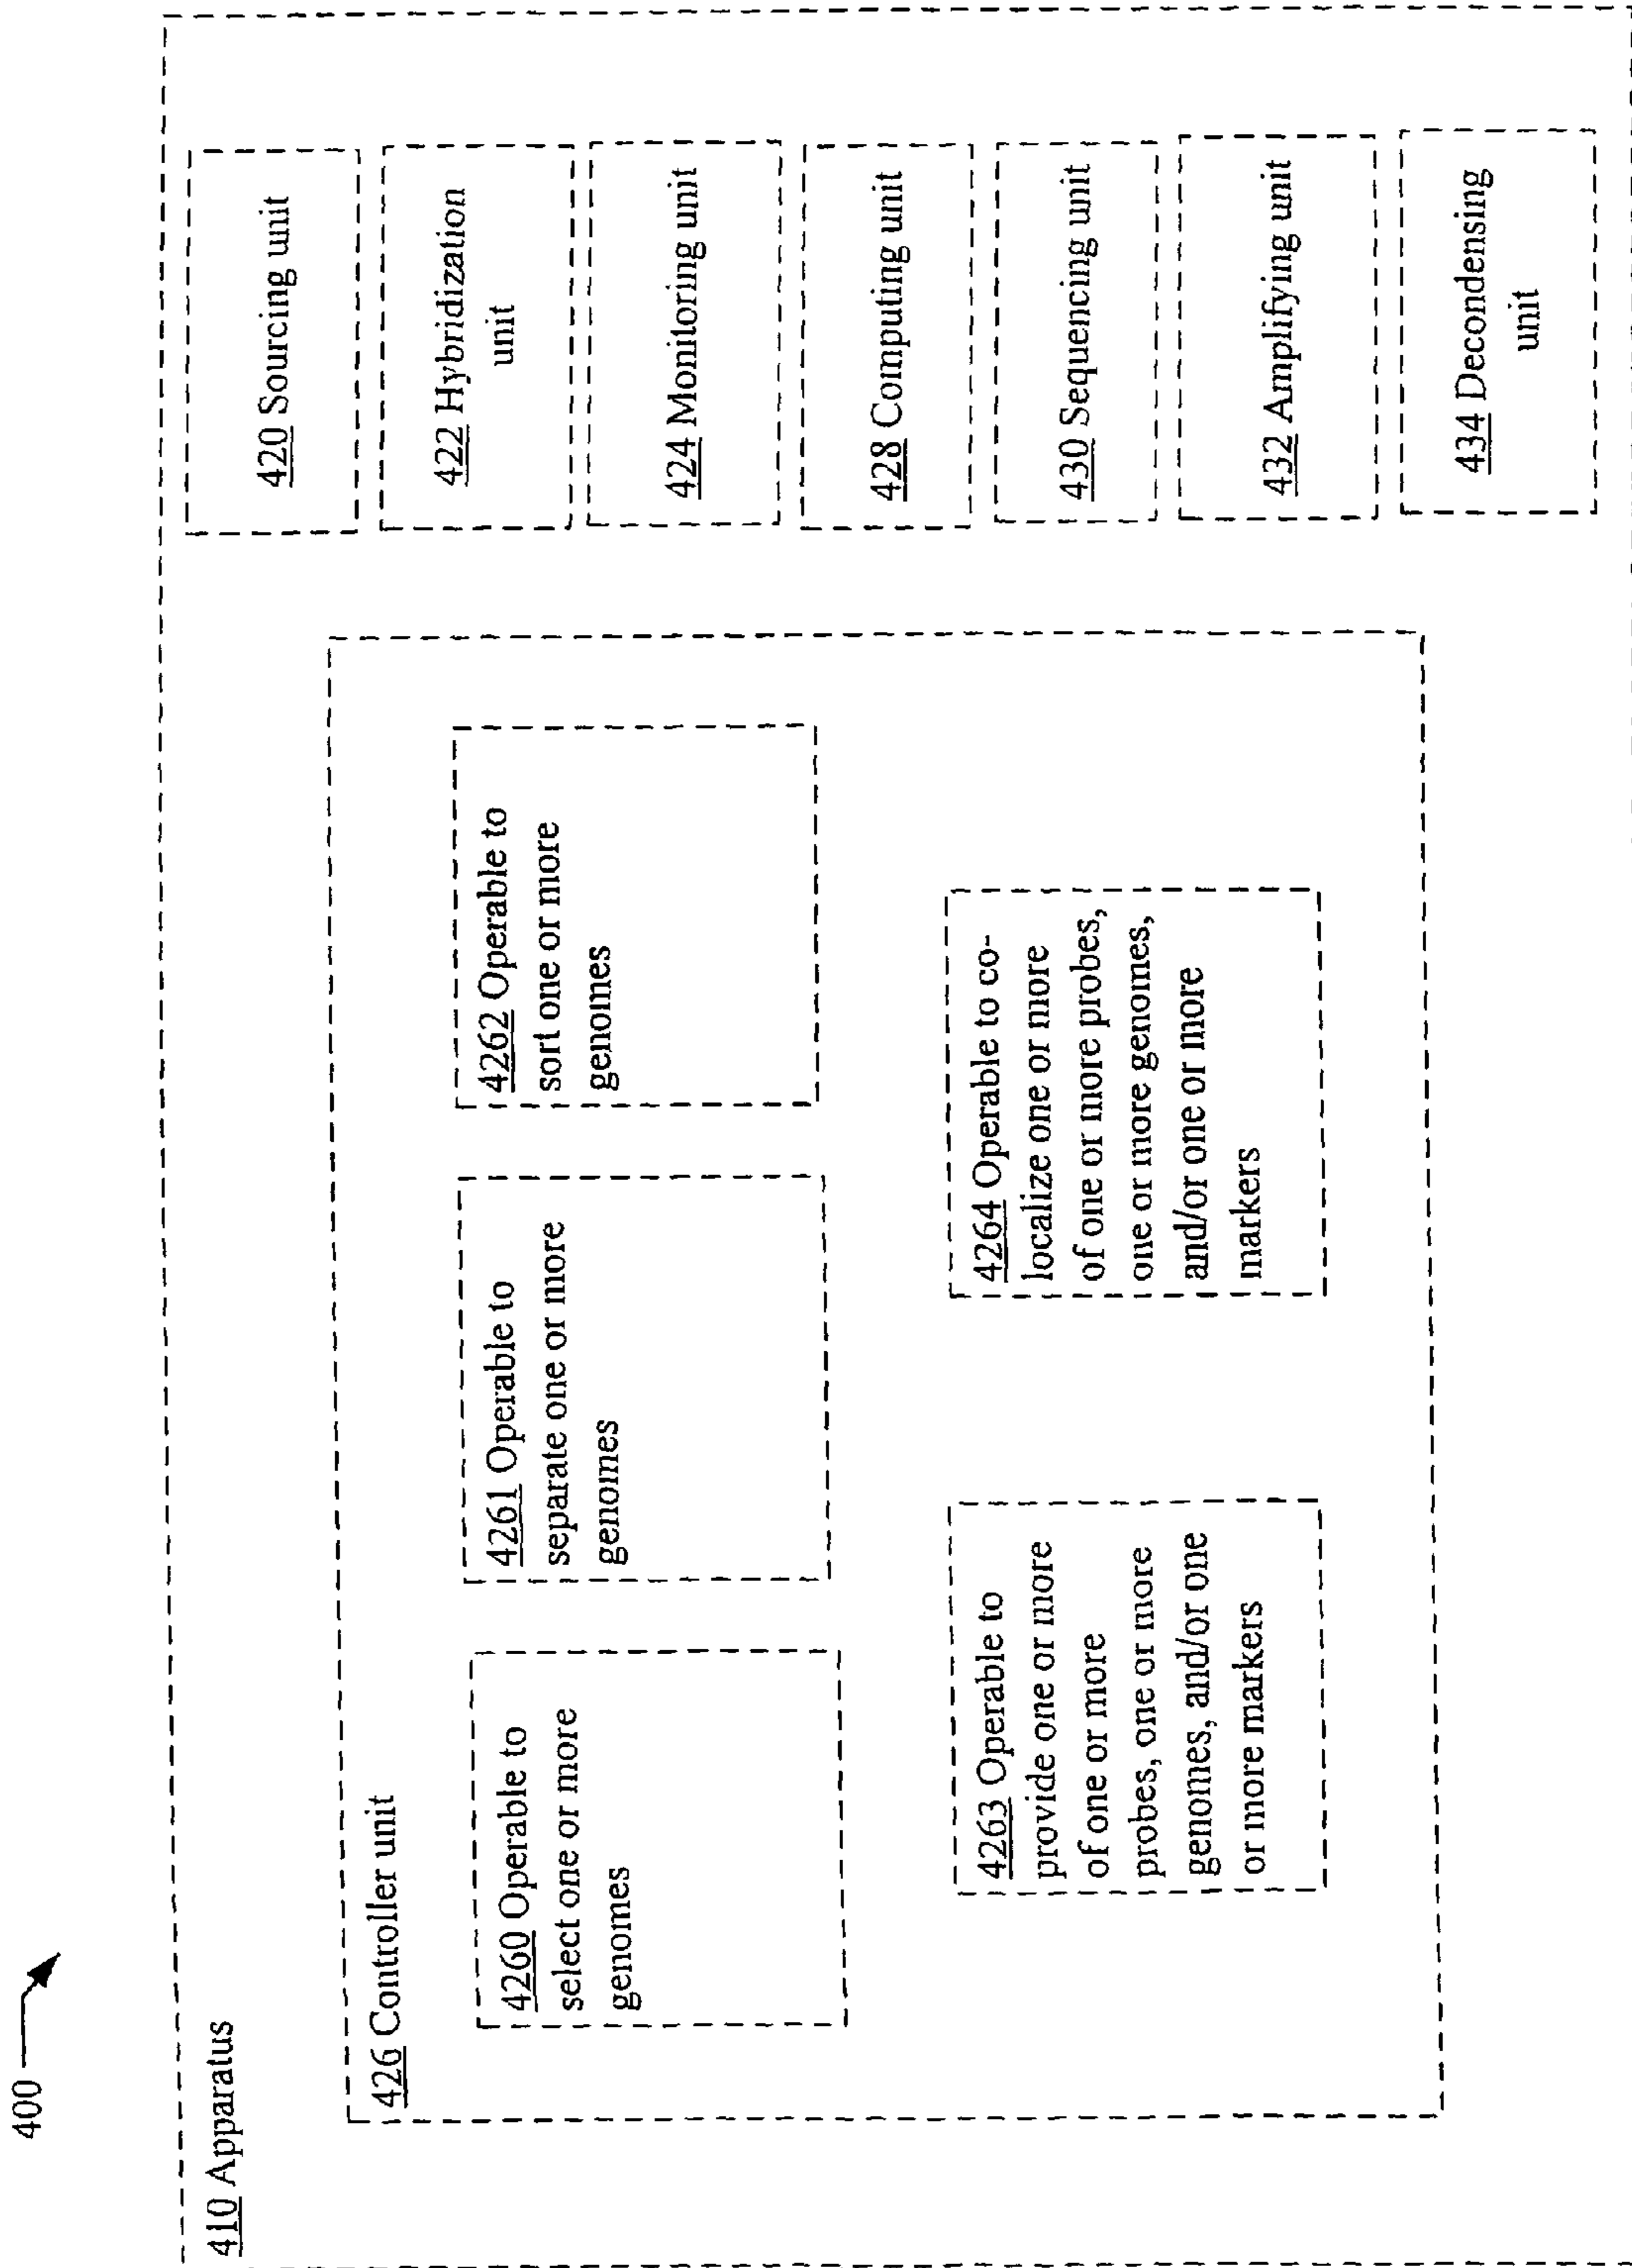 400
410 Apparatus
426 Controller unit
4260 Operable to
select one or more
genomes
4261 Operable to
separate one or more
genomes
4262 Operable to
sort one or more
genomes
4263 Operable to
provide one or more
of one or more
probes, one or more
genomes, and/or one
or more markers
4264 Operable to co-
localize one or more
of one or more probes,
one or more genomes,
and/or one or more
markers
420 Sourcing unit
422 Hybridization
unit
424 Monitoring unit
428 Computing unit
430 Sequencing unit
432 Amplifying unit
434 Decondensing
unit